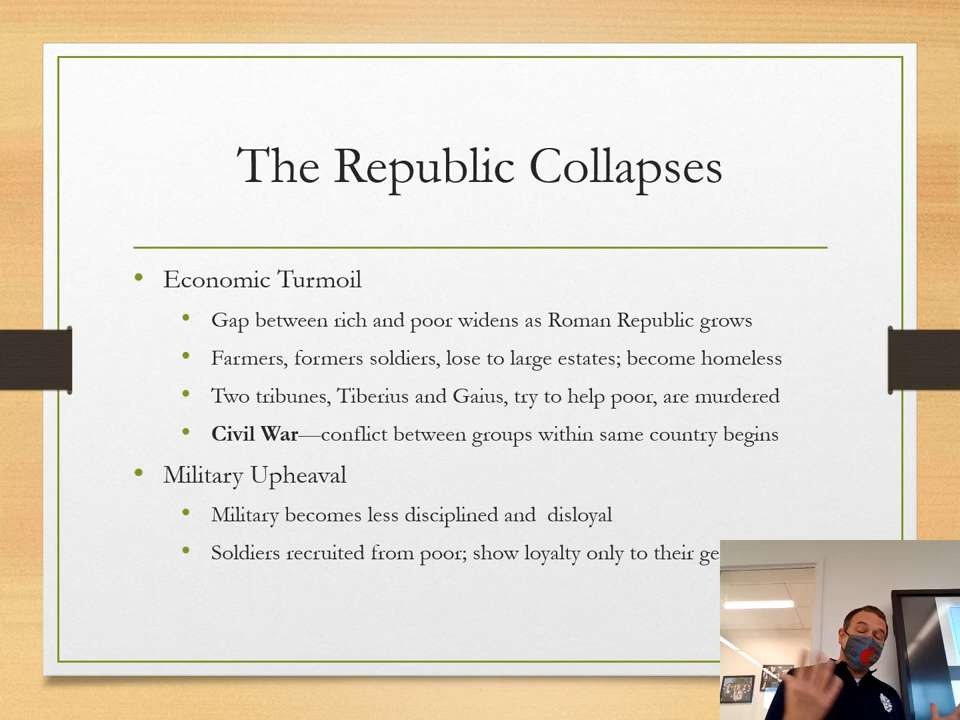 The Republic Collapses
• Economic Turmoil
• Gap between rich and poor widens as Roman Republic grows
• Farmers, formers soldiers, lose to large estates; become homeless
• Two tribunes, Tiberius and Gaius, try to help poor, are murdered
• Civil War—conflict between groups within same country begins
• Military Upheaval
• Military becomes less disciplined and  disloyal
• Soldiers recruited from poor; show loyalty only to their